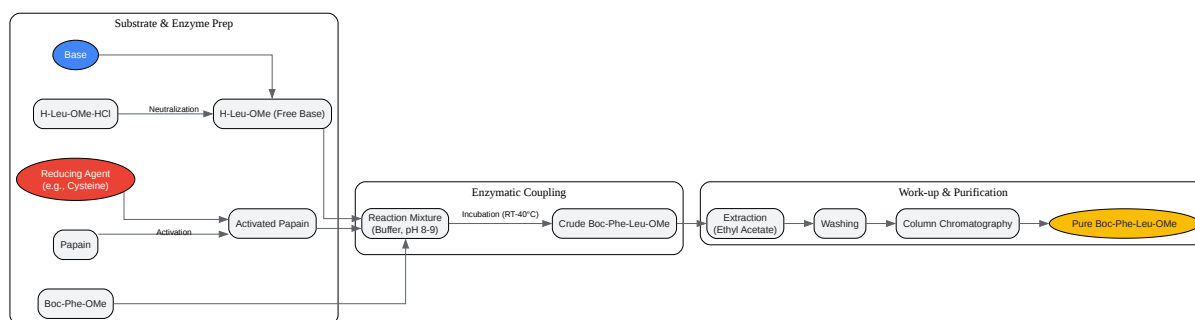 Substrate & Enzyme Prep
Base
H-Leu-OMe·HCl
Neutralization
H-Leu-OMe (Free Base)
Reducing Agent
(e.g., Cysteine)
Papain
Activation
Activated Papain
Boc-Phe-OMe
Enzymatic Coupling
Reaction Mixture
(Buffer, pH 8-9)
Incubation (RT-40°C)
Crude Boc-Phe-Leu-OMe
Work-up & Purification
Extraction
(Ethyl Acetate)
Washing
Column Chromatography
Pure Boc-Phe-Leu-OMe